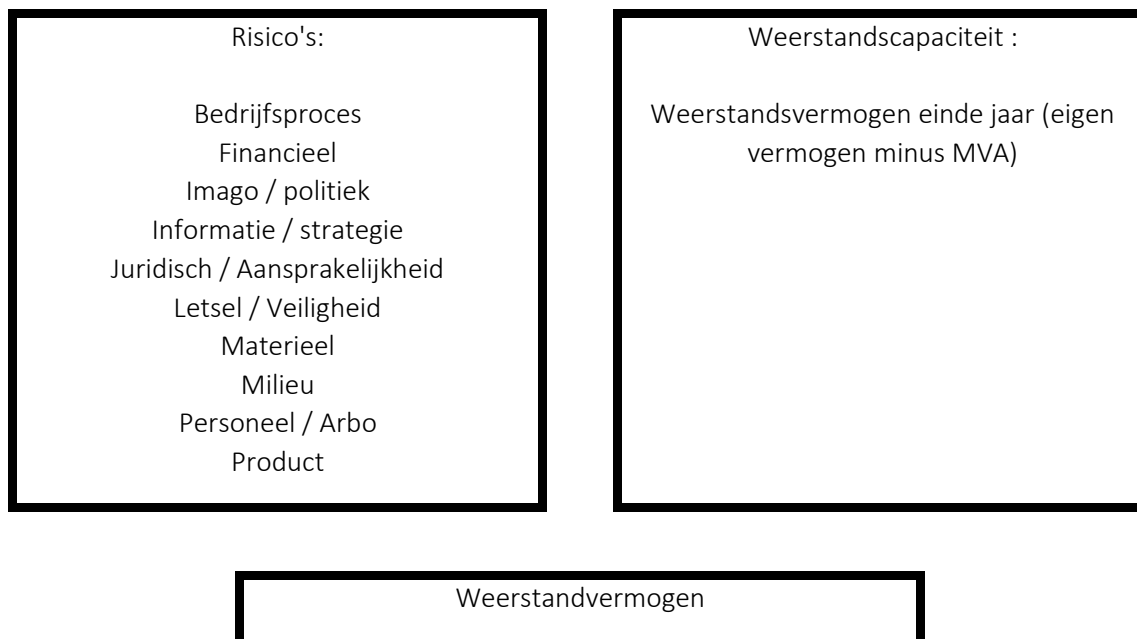 Risico's:
Bedrijfsproces
Financieel
Imago / politiek
Informatie / strategie
Juridisch / Aansprakelijkheid
Letsel / Veiligheid
Materieel
Milieu
Personeel / Arbo
Product
Weerstandscapaciteit :
Weerstandsvermogen einde jaar (eigen
vermogen minus MVA)
Weerstandvermogen